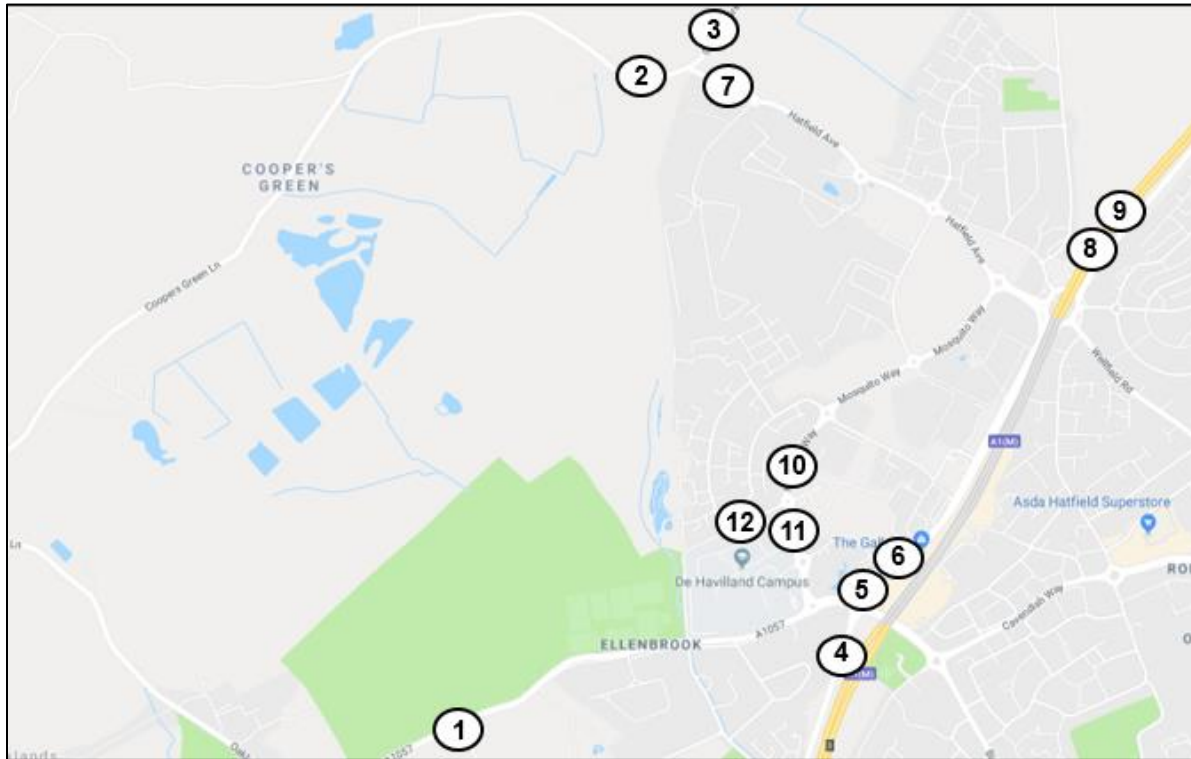 3
2
7
Hatfield Ave
COOPER'S
GREEN
9
Hatfield Ave
8
Coopers Green Ln
Mosquito Way
Wellfield Rd
Mosquito Way
A1(M)
Way
10
Asda Hatfield Superstore
12
11
The Gal
6
Ln
De Havilland Campus
5
Cavendish Way
A1057
ELLENBROOK
4
1
A1057